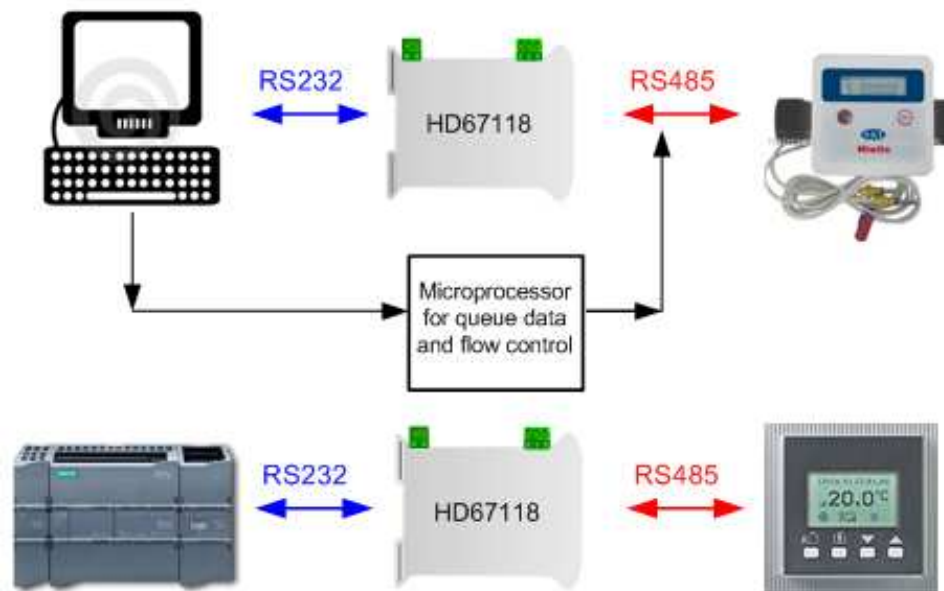 RS232
HD67118
RS485
Microprocessor
for queue data
and flow control
RS232
HD67118
RS485
20.0°C